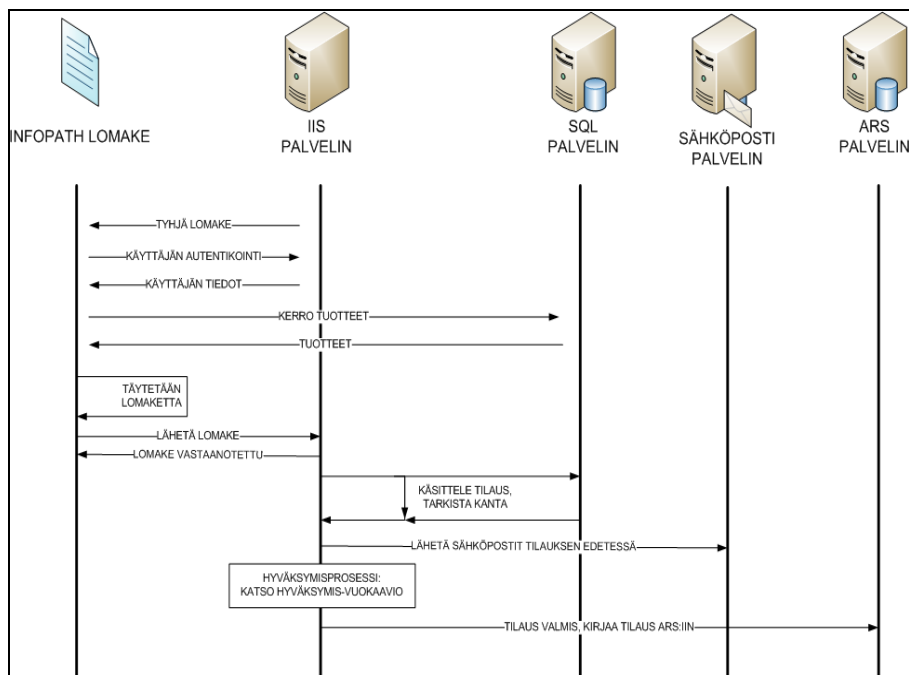 INFOPATH LOMAKE
IIS
PALVELIN
SQL
PALVELIN
SÄHKÖPOSTI
PALVELIN
ARS
PALVELIN
TYHJÄ LOMAKE
KÄYTTÄJÄN AUTENTIKOINTI
KÄYTTÄJÄN TIEDOT
KERRO TUOTTEET
TUOTTEET
TÄYTETÄÄN
LOMAKETTA
LÄHETÄ LOMAKE
LOMAKE VASTAANOTETTU
KÄSITTELE TILAUS,
TARKISTA KANTA
LÄHETÄ SÄHKÖPOSTIT TILAUKSEN EDETESSÄ
HYVÄKSYMISPROSESSI:
KATSO HYVÄKSYMIS-VUOKAAVIO
TILAUS VALMIS, KIRJAA TILAUS ARS:IIN